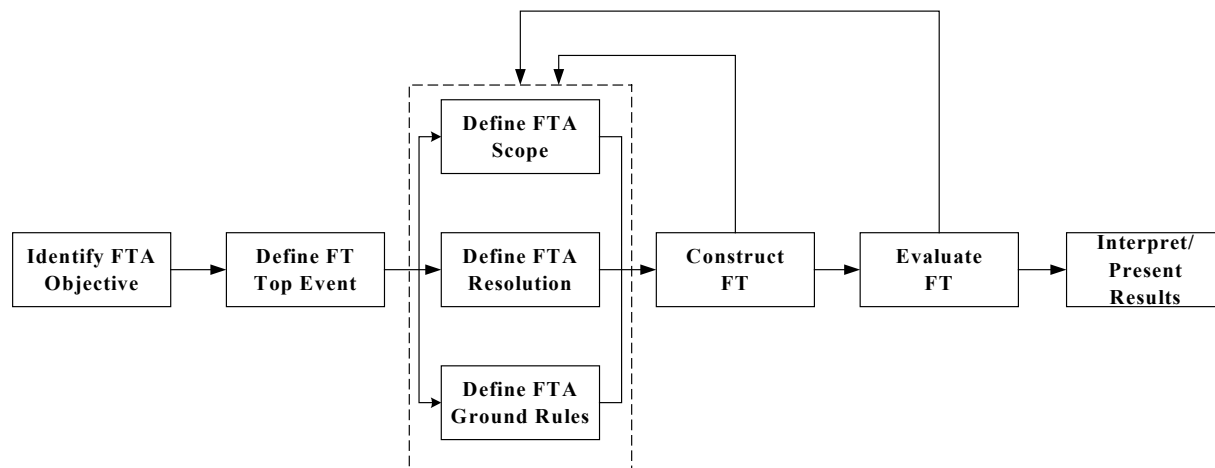 Identify FTA
Objective
Define FT
Top Event
Define FTA
Scope
Define FTA
Resolution
Define FTA
Ground Rules
Construct
FT
Evaluate
FT
Interpret/
Present
Results